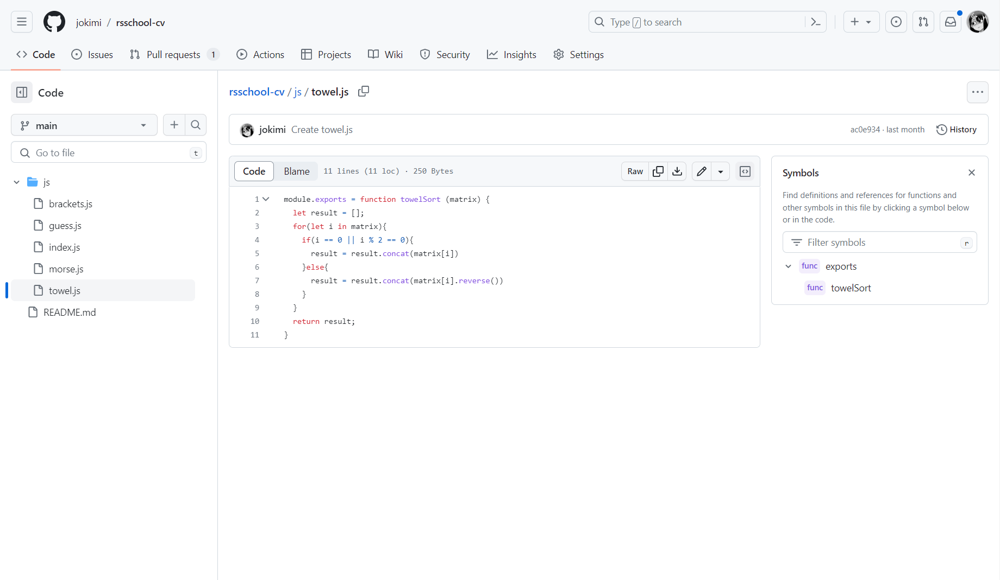 jokimi / rsschool-cv
Type / to search
Code
Issues
Pull requests 1
Actions
Projects
Wiki
Security
Insights
Settings
Code
main
Go to file t
js
brackets.js
guess.js
index.js
morse.js
towel.js
README.md
rsschool-cv / js / towel.js
jokimi Create towel.js
ac0e934 · last month
History
Code Blame 11 lines (11 loc) · 250 Bytes
Raw
1 module.exports = function towelSort (matrix) {
2 let result = [];
3 for(let i in matrix){
4 if(i == 0 || i % 2 == 0){
5 result = result.concat(matrix[i])
6 }else{
7 result = result.concat(matrix[i].reverse())
8 }
9 }
10 return result;
11 }
Symbols
Find definitions and references for functions and
other symbols in this file by clicking a symbol below
or in the code.
Filter symbols r
func exports
func towelSort